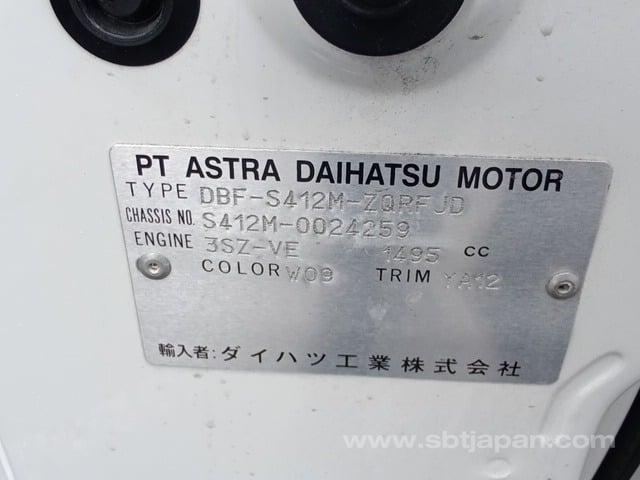 PT ASTRA DAIHATSU MOTOR
TYPE DBF-S412M-ZQRFJD
CHASSIS NO. S412M-0024259
ENGINE 3SZ-VE 1495 CC
COLOR W09 TRIM YA12
輸入者: ダイハツ工業株式会社
www.sbtjapan.com